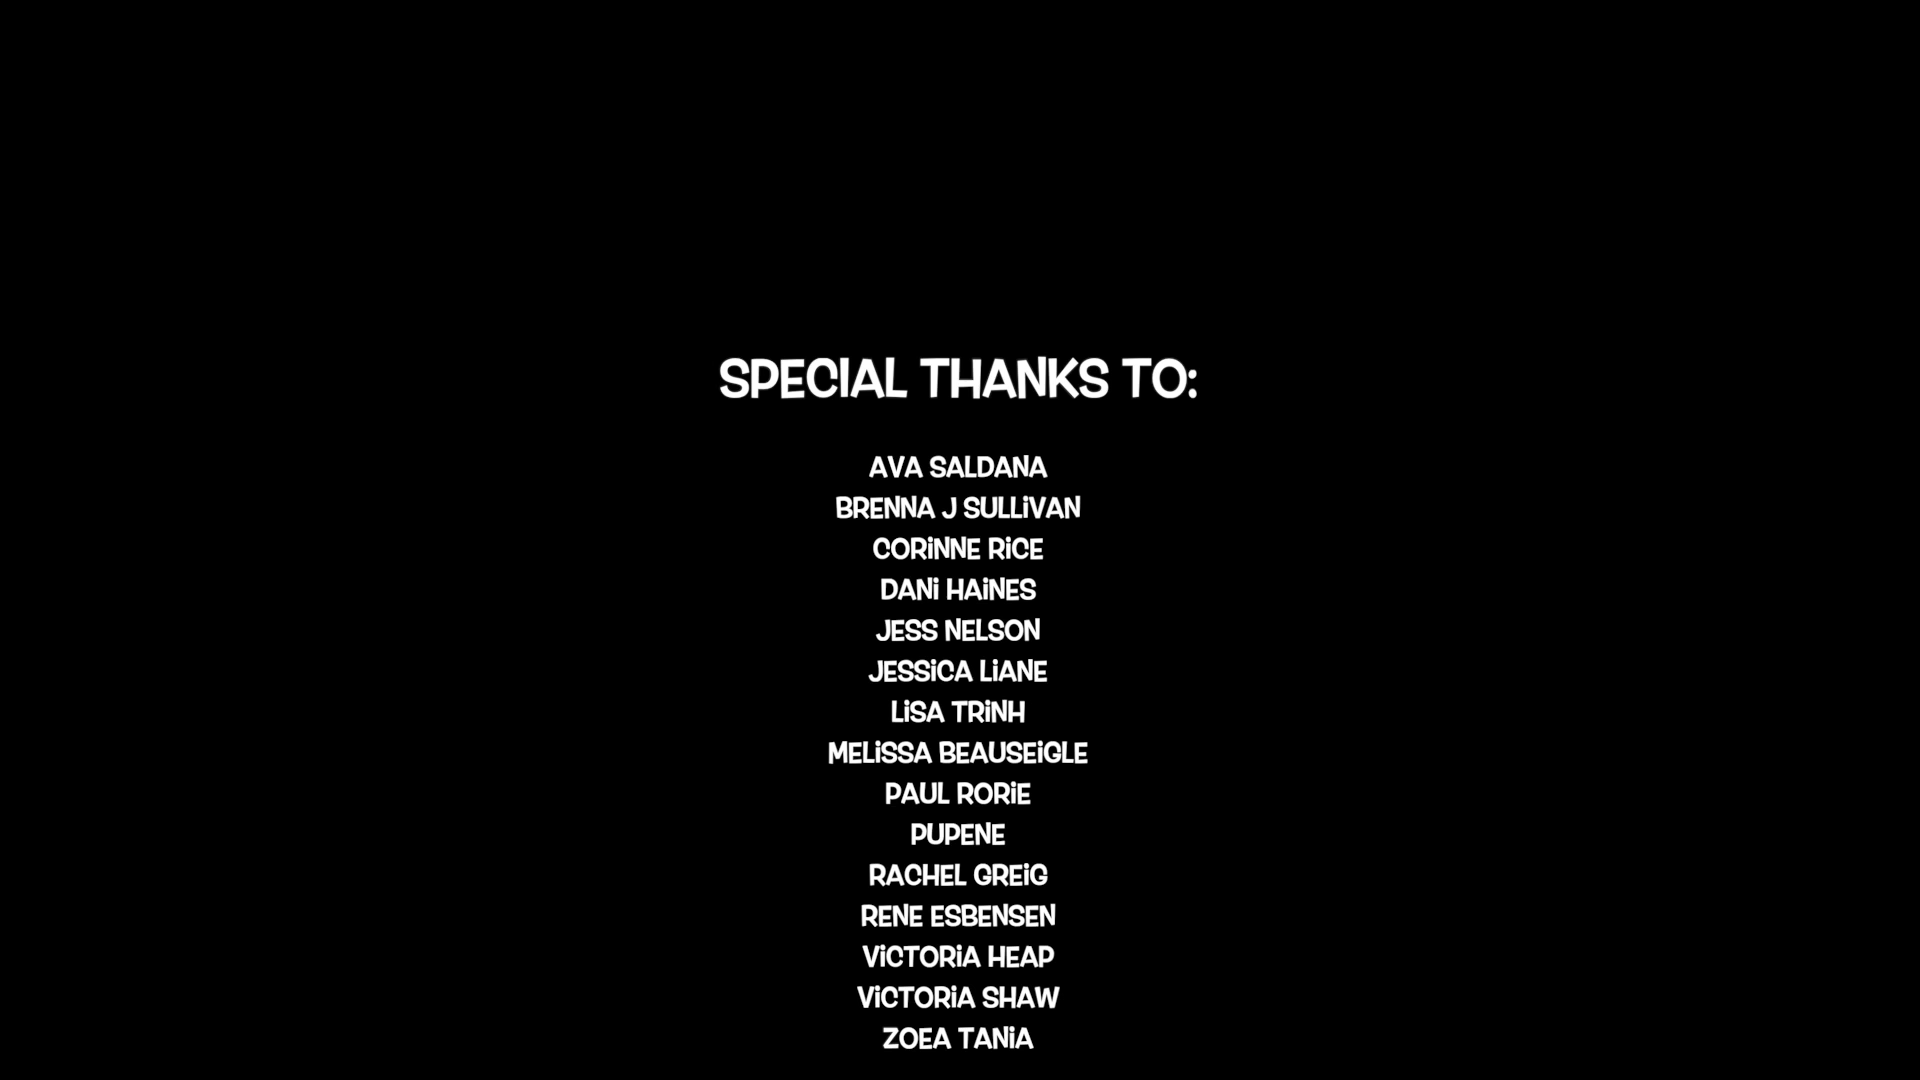 SPECIAL THANKS TO:
AVA SALDANA
BRENNA J SULLiVAN
CORiNNE RiCE
DANi HAiNES
JESS NELSON
JESSiCA LiANE
LiSA TRiNH
MELiSSA BEAUSEiGLE
PAUL RORiE
PUPENE
RACHEL GREiG
RENE ESBENSEN
ViCTORiA HEAP
ViCTORiA SHAW
ZOEA TANiA